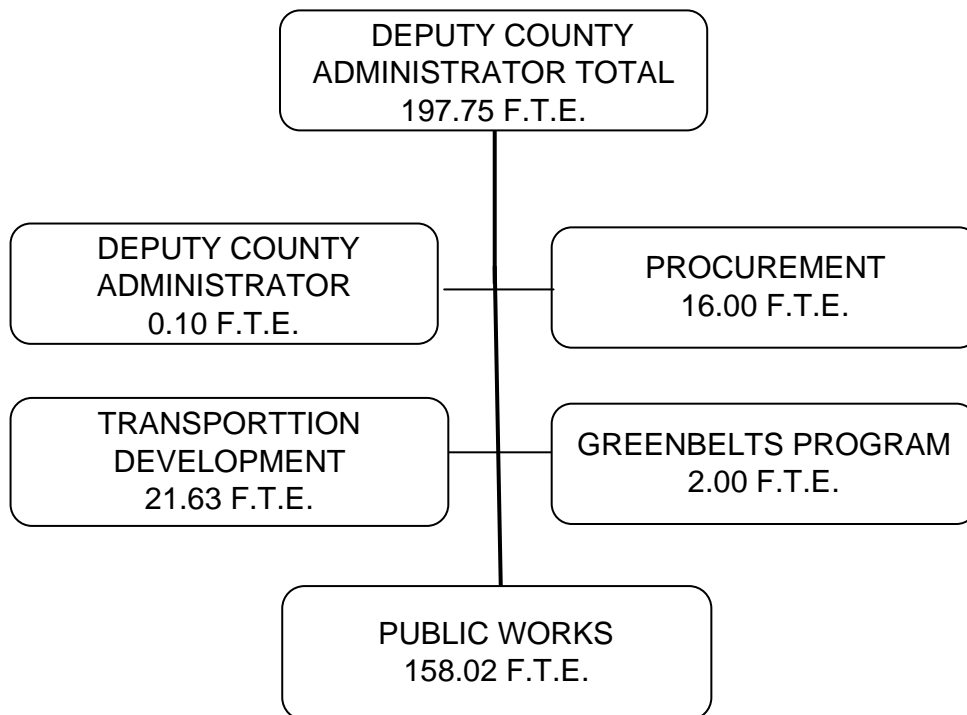 DEPUTY COUNTY
ADMINISTRATOR TOTAL
197.75 F.T.E.
DEPUTY COUNTY
ADMINISTRATOR
0.10 F.T.E.
PROCUREMENT
16.00 F.T.E.
TRANSPORTTION
DEVELOPMENT
21.63 F.T.E.
GREENBELTS PROGRAM
2.00 F.T.E.
PUBLIC WORKS
158.02 F.T.E.